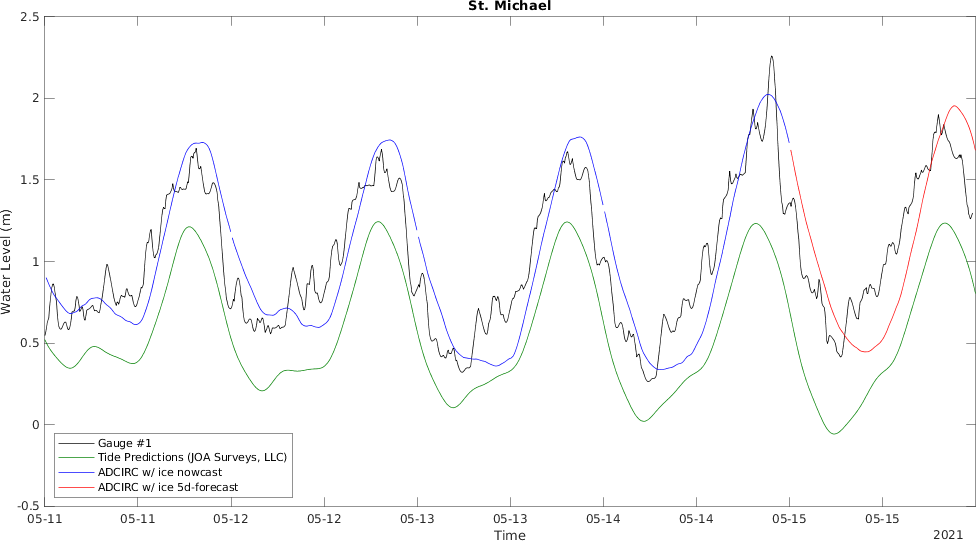 St. Michael
2.5
2
1.5
1
0.5
0
-0.5
Water Level (m)
Gauge #1
Tide Predictions (JOA Surveys, LLC)
ADCIRC w/ ice nowcast
ADCIRC w/ ice 5d-forecast
05-11 05-11 05-12 05-12 05-13 05-13 05-14 05-14 05-15 05-15
Time
2021